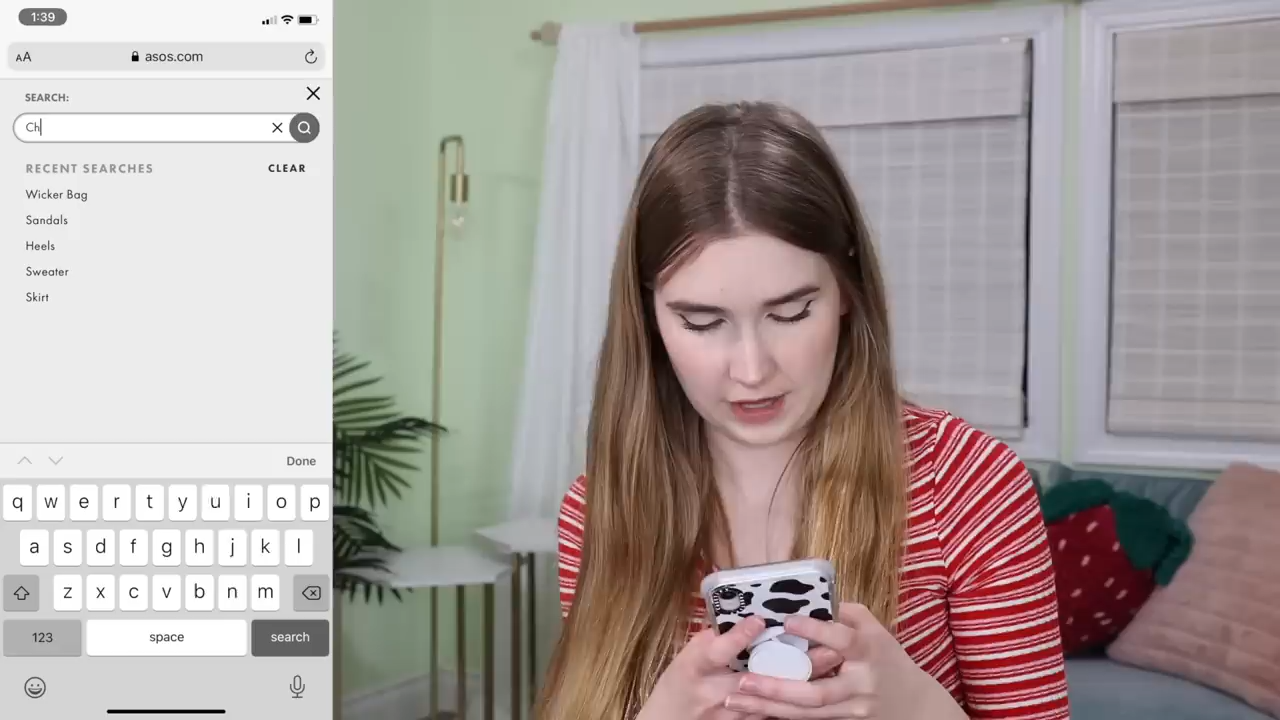 1:39
AA
asos.com
SEARCH:
Ch
RECENT SEARCHES CLEAR
Wicker Bag
Sandals
Heels
Sweater
Skirt
Done
q w e r t y u i o p
a s d f g h j k l
z x c v b n m
123 space search